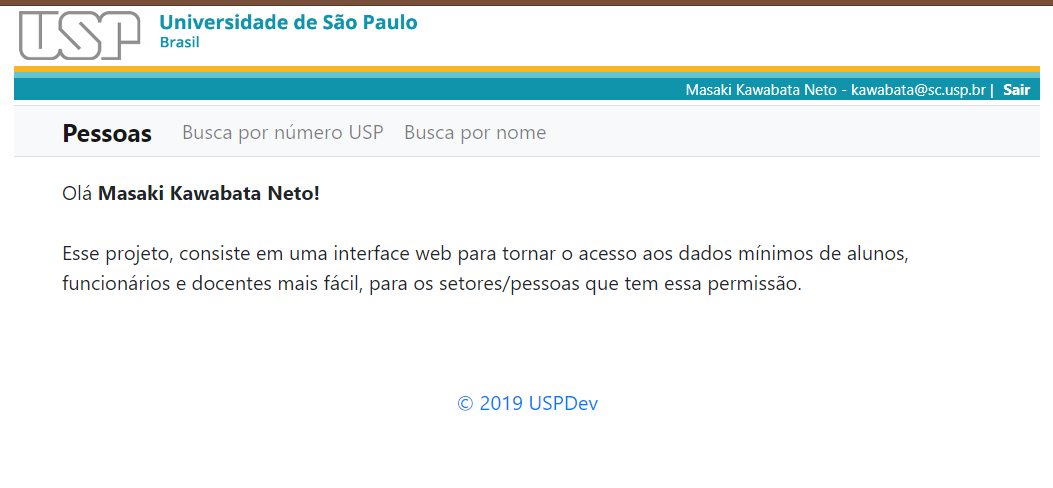 USP
Universidade de São Paulo
Brasil
Masaki Kawabata Neto - kawabata@sc.usp.br | Sair
Pessoas Busca por número USP Busca por nome
Olá Masaki Kawabata Neto!
Esse projeto, consiste em uma interface web para tornar o acesso aos dados mínimos de alunos,
funcionários e docentes mais fácil, para os setores/pessoas que tem essa permissão.
© 2019 USPDev